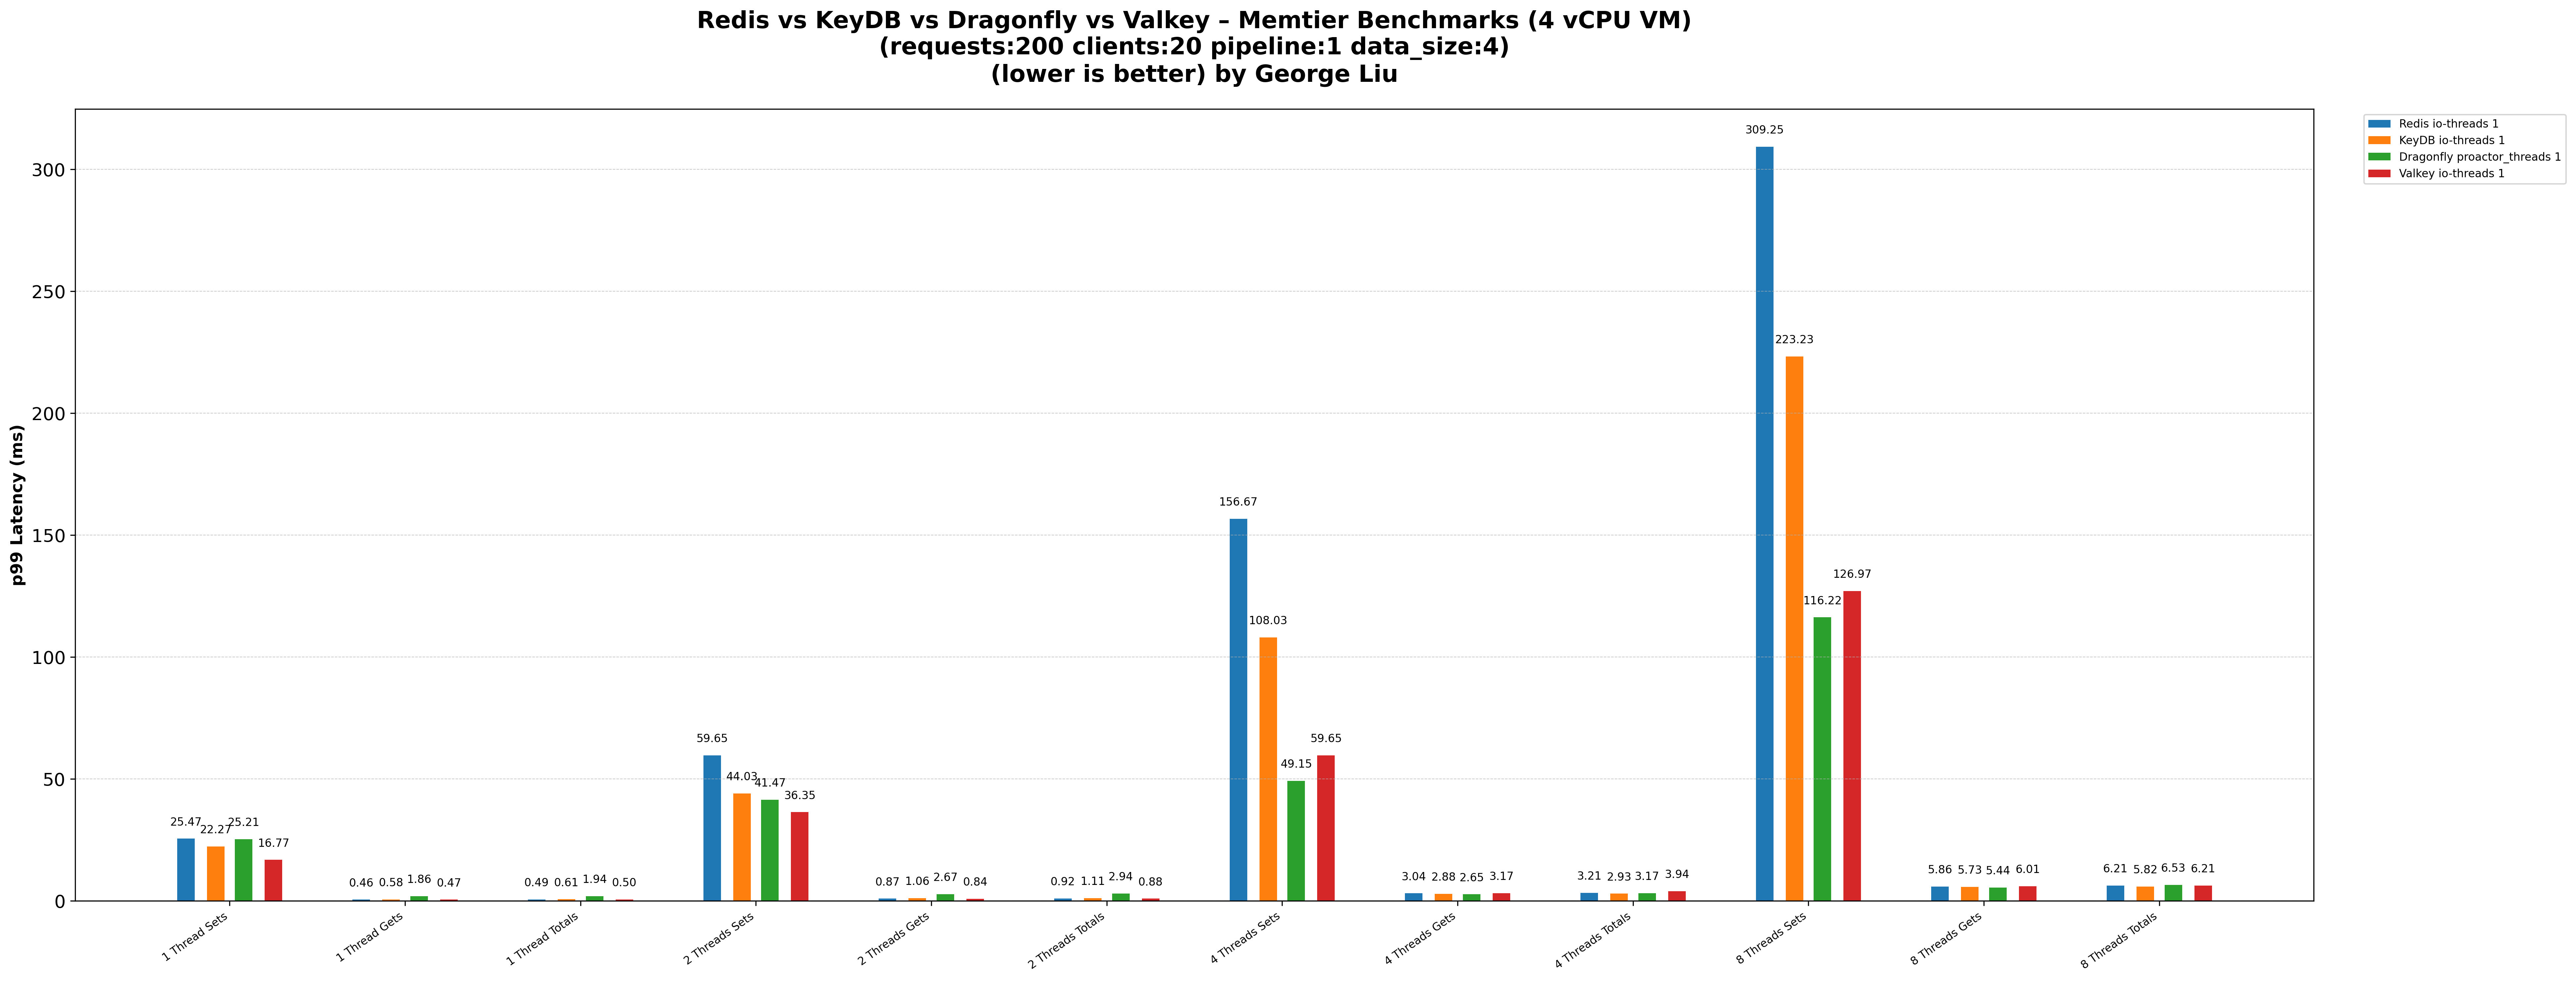 Redis vs KeyDB vs Dragonfly vs Valkey – Memtier Benchmarks (4 vCPU VM)
(requests:200 clients:20 pipeline:1 data_size:4)
(lower is better) by George Liu
Redis io-threads 1
KeyDB io-threads 1
Dragonfly proactor_threads 1
Valkey io-threads 1
p99 Latency (ms)
300
250
200
150
100
50
0
25.47 22.27 25.21 16.77
0.46 0.58 1.86 0.47
0.49 0.61 1.94 0.50
59.65 44.03 41.47 36.35
0.87 1.06 2.67 0.84
0.92 1.11 2.94 0.88
156.67 108.03 49.15 59.65
3.04 2.88 2.65 3.17
3.21 2.93 3.17 3.94
309.25 223.23 116.22 126.97
5.86 5.73 5.44 6.01
6.21 5.82 6.53 6.21
1 Thread Sets
1 Thread Gets
1 Thread Totals
2 Threads Sets
2 Threads Gets
2 Threads Totals
4 Threads Sets
4 Threads Gets
4 Threads Totals
8 Threads Sets
8 Threads Gets
8 Threads Totals